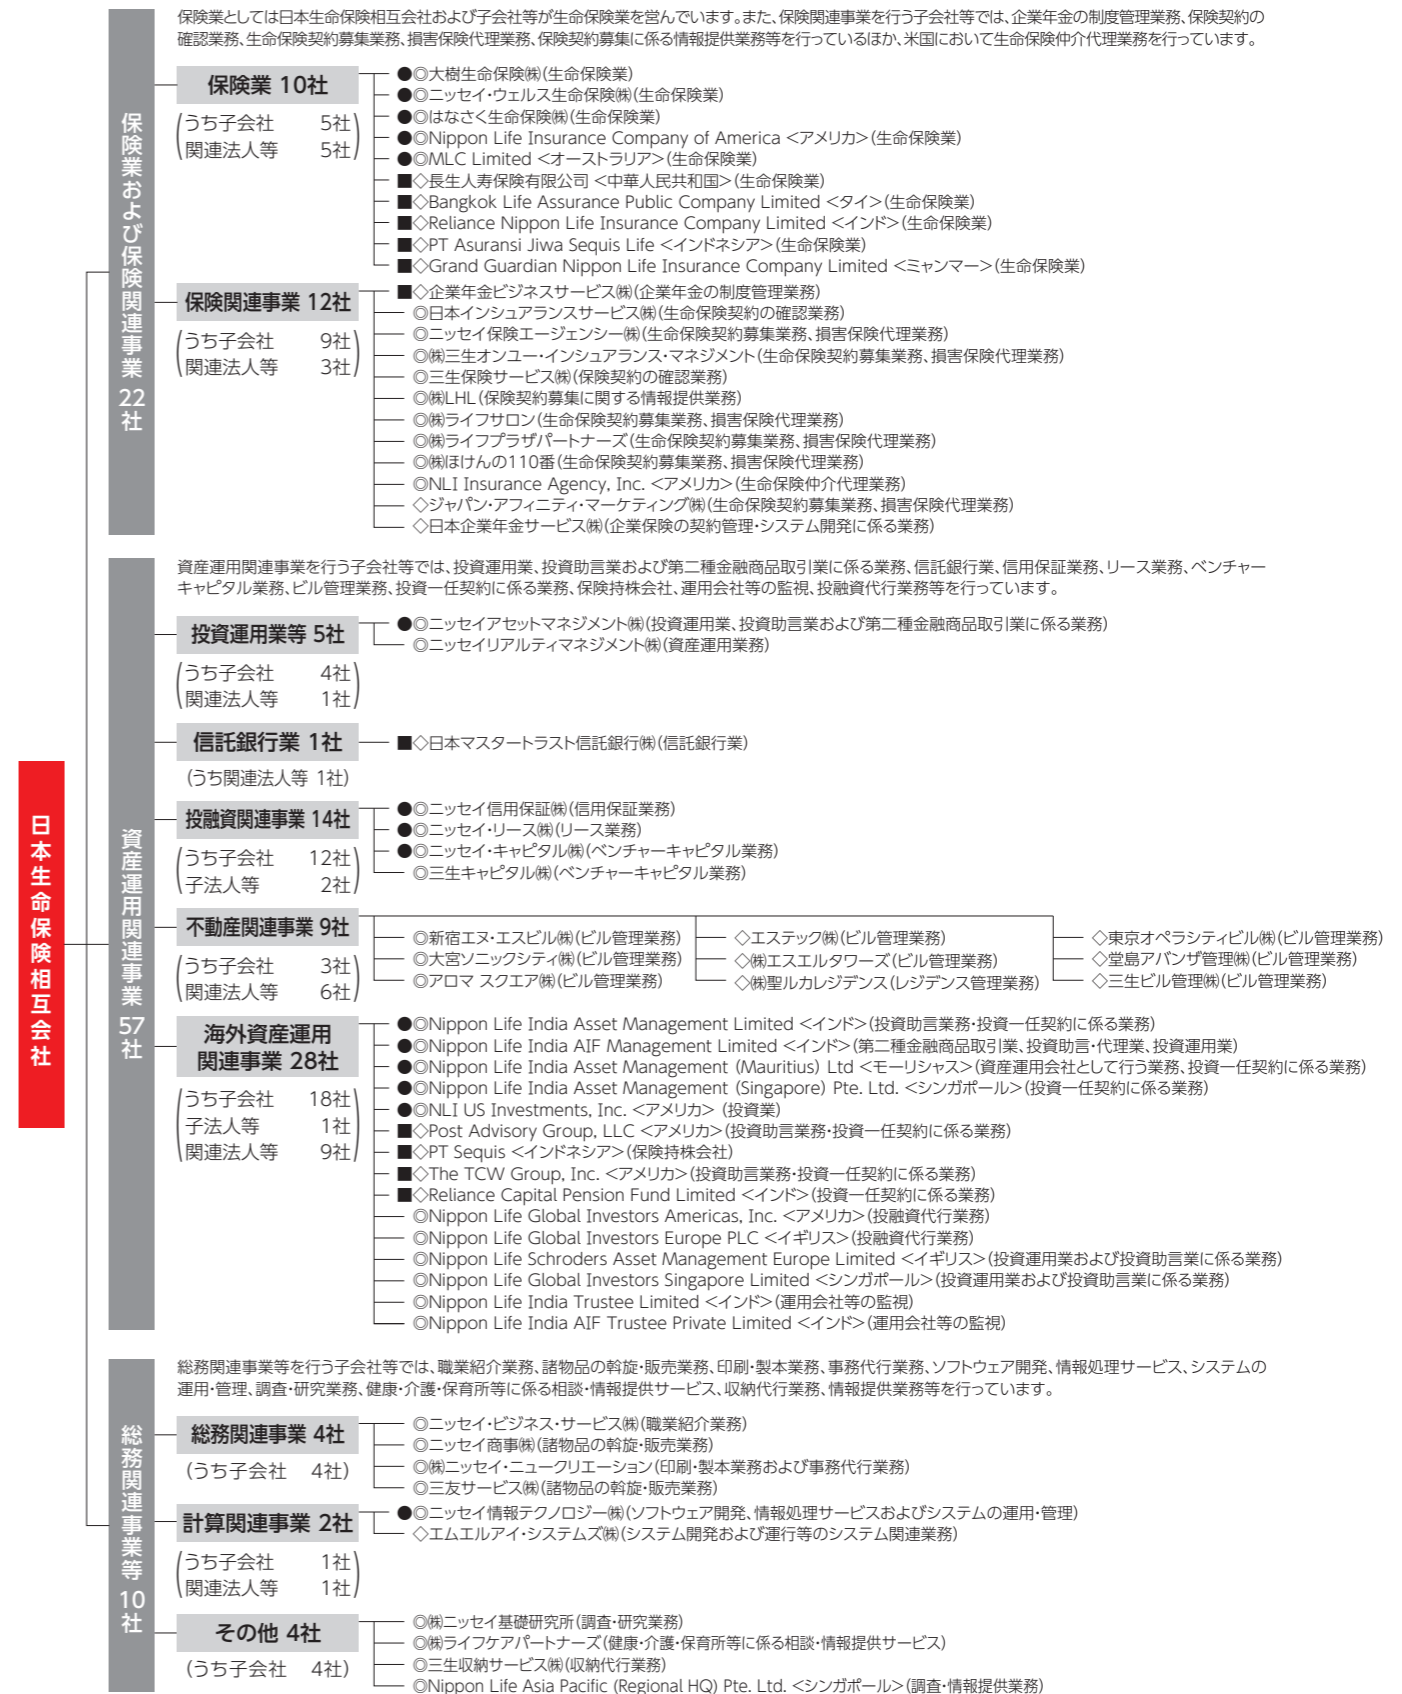 日本生命保険相互会社
保険業および保険関連事業 22社
保険業としては日本生命保険相互会社および子会社等が生命保険業を営んでいます。また、保険関連事業を行う子会社等では、企業年金の制度管理業務、保険契約の
確認業務、生命保険契約募集業務、損害保険代理業務、保険契約募集に係る情報提供業務等を行っているほか、米国において生命保険仲介代理業務を行っています。
保険業 10社
(うち子会社 5社
関連法人等 5社)
●◎大樹生命保険㈱(生命保険業)
●◎ニッセイ・ウェルス生命保険㈱(生命保険業)
●◎はなさく生命保険㈱(生命保険業)
●◎Nippon Life Insurance Company of America <アメリカ>(生命保険業)
●◎MLC Limited <オーストラリア>(生命保険業)
■◇長生人寿保険有限公司 <中華人民共和国>(生命保険業)
■◇Bangkok Life Assurance Public Company Limited <タイ>(生命保険業)
■◇Reliance Nippon Life Insurance Company Limited <インド>(生命保険業)
■◇PT Asuransi Jiwa Sequis Life <インドネシア>(生命保険業)
■◇Grand Guardian Nippon Life Insurance Company Limited <ミャンマー>(生命保険業)
保険関連事業 12社
(うち子会社 9社
関連法人等 3社)
■◇企業年金ビジネスサービス㈱(企業年金の制度管理業務)
◎日本インシュアランスサービス㈱(生命保険契約の確認業務)
◎ニッセイ保険エージェンシー㈱(生命保険契約募集業務、損害保険代理業務)
◎㈱三生オンユー・インシュアランス・マネジメント(生命保険契約募集業務、損害保険代理業務)
◎三生保険サービス㈱(保険契約の確認業務)
◎㈱LHL(保険契約募集に関する情報提供業務)
◎㈱ライフサロン(生命保険契約募集業務、損害保険代理業務)
◎㈱ライフプラザパートナーズ(生命保険契約募集業務、損害保険代理業務)
◎㈱ほけんの110番(生命保険契約募集業務、損害保険代理業務)
◎NLI Insurance Agency, Inc. <アメリカ>(生命保険仲介代理業務)
◇ジャパン・アフィニティ・マーケティング㈱(生命保険契約募集業務、損害保険代理業務)
◇日本企業年金サービス㈱(企業保険の契約管理・システム開発に係る業務)
資産運用関連事業 57社
資産運用関連事業を行う子会社等では、投資運用業、投資助言業および第二種金融商品取引業に係る業務、信託銀行業、信用保証業務、リース業務、ベンチャー
キャピタル業務、ビル管理業務、投資一任契約に係る業務、保険持株会社、運用会社等の監視、投融資代行業務等を行っています。
投資運用業等 5社
(うち子会社 4社
関連法人等 1社)
●◎ニッセイアセットマネジメント㈱(投資運用業、投資助言業および第二種金融商品取引業に係る業務)
◎ニッセイリアルティマネジメント㈱(資産運用業務)
信託銀行業 1社
(うち関連法人等 1社)
■◇日本マスタートラスト信託銀行㈱(信託銀行業)
投融資関連事業 14社
(うち子会社 12社
子法人等 2社)
●◎ニッセイ信用保証㈱(信用保証業務)
●◎ニッセイ・リース㈱(リース業務)
●◎ニッセイ・キャピタル㈱(ベンチャーキャピタル業務)
◎三生キャピタル㈱(ベンチャーキャピタル業務)
不動産関連事業 9社
(うち子会社 3社
関連法人等 6社)
◎新宿エヌ・エスビル㈱(ビル管理業務)
◎大宮ソニックシティ㈱(ビル管理業務)
◎アロマ スクエア㈱(ビル管理業務)
◇エステック㈱(ビル管理業務)
◇㈱エスエルタワーズ(ビル管理業務)
◇㈱聖ルカレジデンス(レジデンス管理業務)
◇東京オペラシティビル㈱(ビル管理業務)
◇堂島アバンザ管理㈱(ビル管理業務)
◇三生ビル管理㈱(ビル管理業務)
海外資産運用
関連事業 28社
(うち子会社 18社
子法人等 1社
関連法人等 9社)
●◎Nippon Life India Asset Management Limited <インド>(投資助言業務・投資一任契約に係る業務)
●◎Nippon Life India AIF Management Limited <インド>(第二種金融商品取引業、投資助言・代理業、投資運用業)
●◎Nippon Life India Asset Management (Mauritius) Ltd <モーリシャス>(資産運用会社として行う業務、投資一任契約に係る業務)
●◎Nippon Life India Asset Management (Singapore) Pte. Ltd. <シンガポール>(投資一任契約に係る業務)
●◎NLI US Investments, Inc. <アメリカ> (投資業)
■◇Post Advisory Group, LLC <アメリカ>(投資助言業務・投資一任契約に係る業務)
■◇PT Sequis <インドネシア>(保険持株会社)
■◇The TCW Group, Inc. <アメリカ>(投資助言業務・投資一任契約に係る業務)
■◇Reliance Capital Pension Fund Limited <インド>(投資一任契約に係る業務)
◎Nippon Life Global Investors Americas, Inc. <アメリカ>(投融資代行業務)
◎Nippon Life Global Investors Europe PLC <イギリス>(投融資代行業務)
◎Nippon Life Schroders Asset Management Europe Limited <イギリス>(投資運用業および投資助言業に係る業務)
◎Nippon Life Global Investors Singapore Limited <シンガポール>(投資運用業および投資助言業に係る業務)
◎Nippon Life India Trustee Limited <インド>(運用会社等の監視)
◎Nippon Life India AIF Trustee Private Limited <インド>(運用会社等の監視)
総務関連事業等 10社
総務関連事業等を行う子会社等では、職業紹介業務、諸物品の斡旋・販売業務、印刷・製本業務、事務代行業務、ソフトウェア開発、情報処理サービス、システムの
運用・管理、調査・研究業務、健康・介護・保育所等に係る相談・情報提供サービス、収納代行業務、情報提供業務等を行っています。
総務関連事業 4社
(うち子会社 4社)
◎ニッセイ・ビジネス・サービス㈱(職業紹介業務)
◎ニッセイ商事㈱(諸物品の斡旋・販売業務)
◎㈱ニッセイ・ニュークリエーション(印刷・製本業務および事務代行業務)
◎三友サービス㈱(諸物品の斡旋・販売業務)
計算関連事業 2社
(うち子会社 1社
関連法人等 1社)
●◎ニッセイ情報テクノロジー㈱(ソフトウェア開発、情報処理サービスおよびシステムの運用・管理)
◇エムエルアイ・システムズ㈱(システム開発および運行等のシステム関連業務)
その他 4社
(うち子会社 4社)
◎㈱ニッセイ基礎研究所(調査・研究業務)
◎㈱ライフケアパートナーズ(健康・介護・保育所等に係る相談・情報提供サービス)
◎三生収納サービス㈱(収納代行業務)
◎Nippon Life Asia Pacific (Regional HQ) Pte. Ltd. <シンガポール>(調査・情報提供業務)